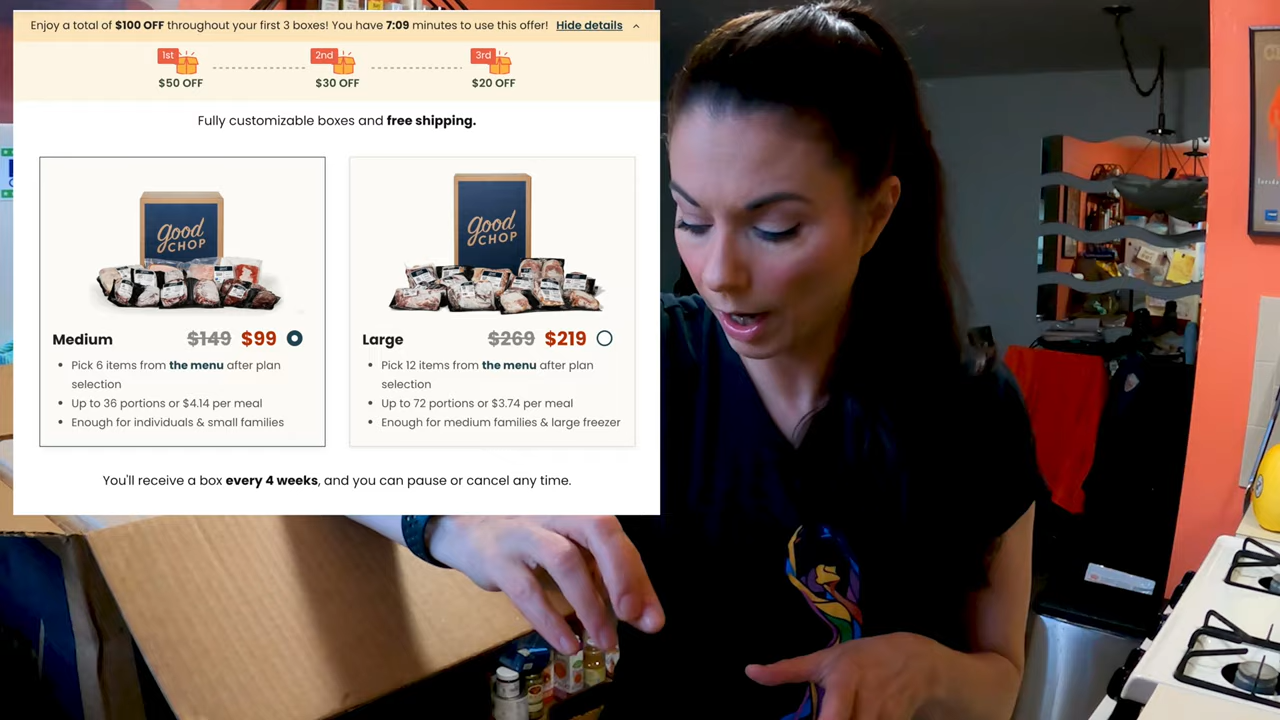 Enjoy a total of $100 OFF throughout your first 3 boxes! You have 7:09 minutes to use this offer! Hide details
1st 2nd 3rd
$50 OFF $30 OFF $20 OFF
Fully customizable boxes and free shipping.
good
CHOP
Medium $149 $99
• Pick 6 items from the menu after plan
selection
• Up to 36 portions or $4.14 per meal
• Enough for individuals & small families
good
CHOP
Large $269 $219
• Pick 12 items from the menu after plan
selection
• Up to 72 portions or $3.74 per meal
• Enough for medium families & large freezer
You'll receive a box every 4 weeks, and you can pause or cancel any time.